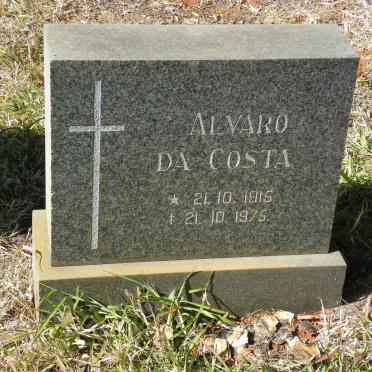 ALVARO
DA COSTA
* 21.10.1915
† 21.10.1975.